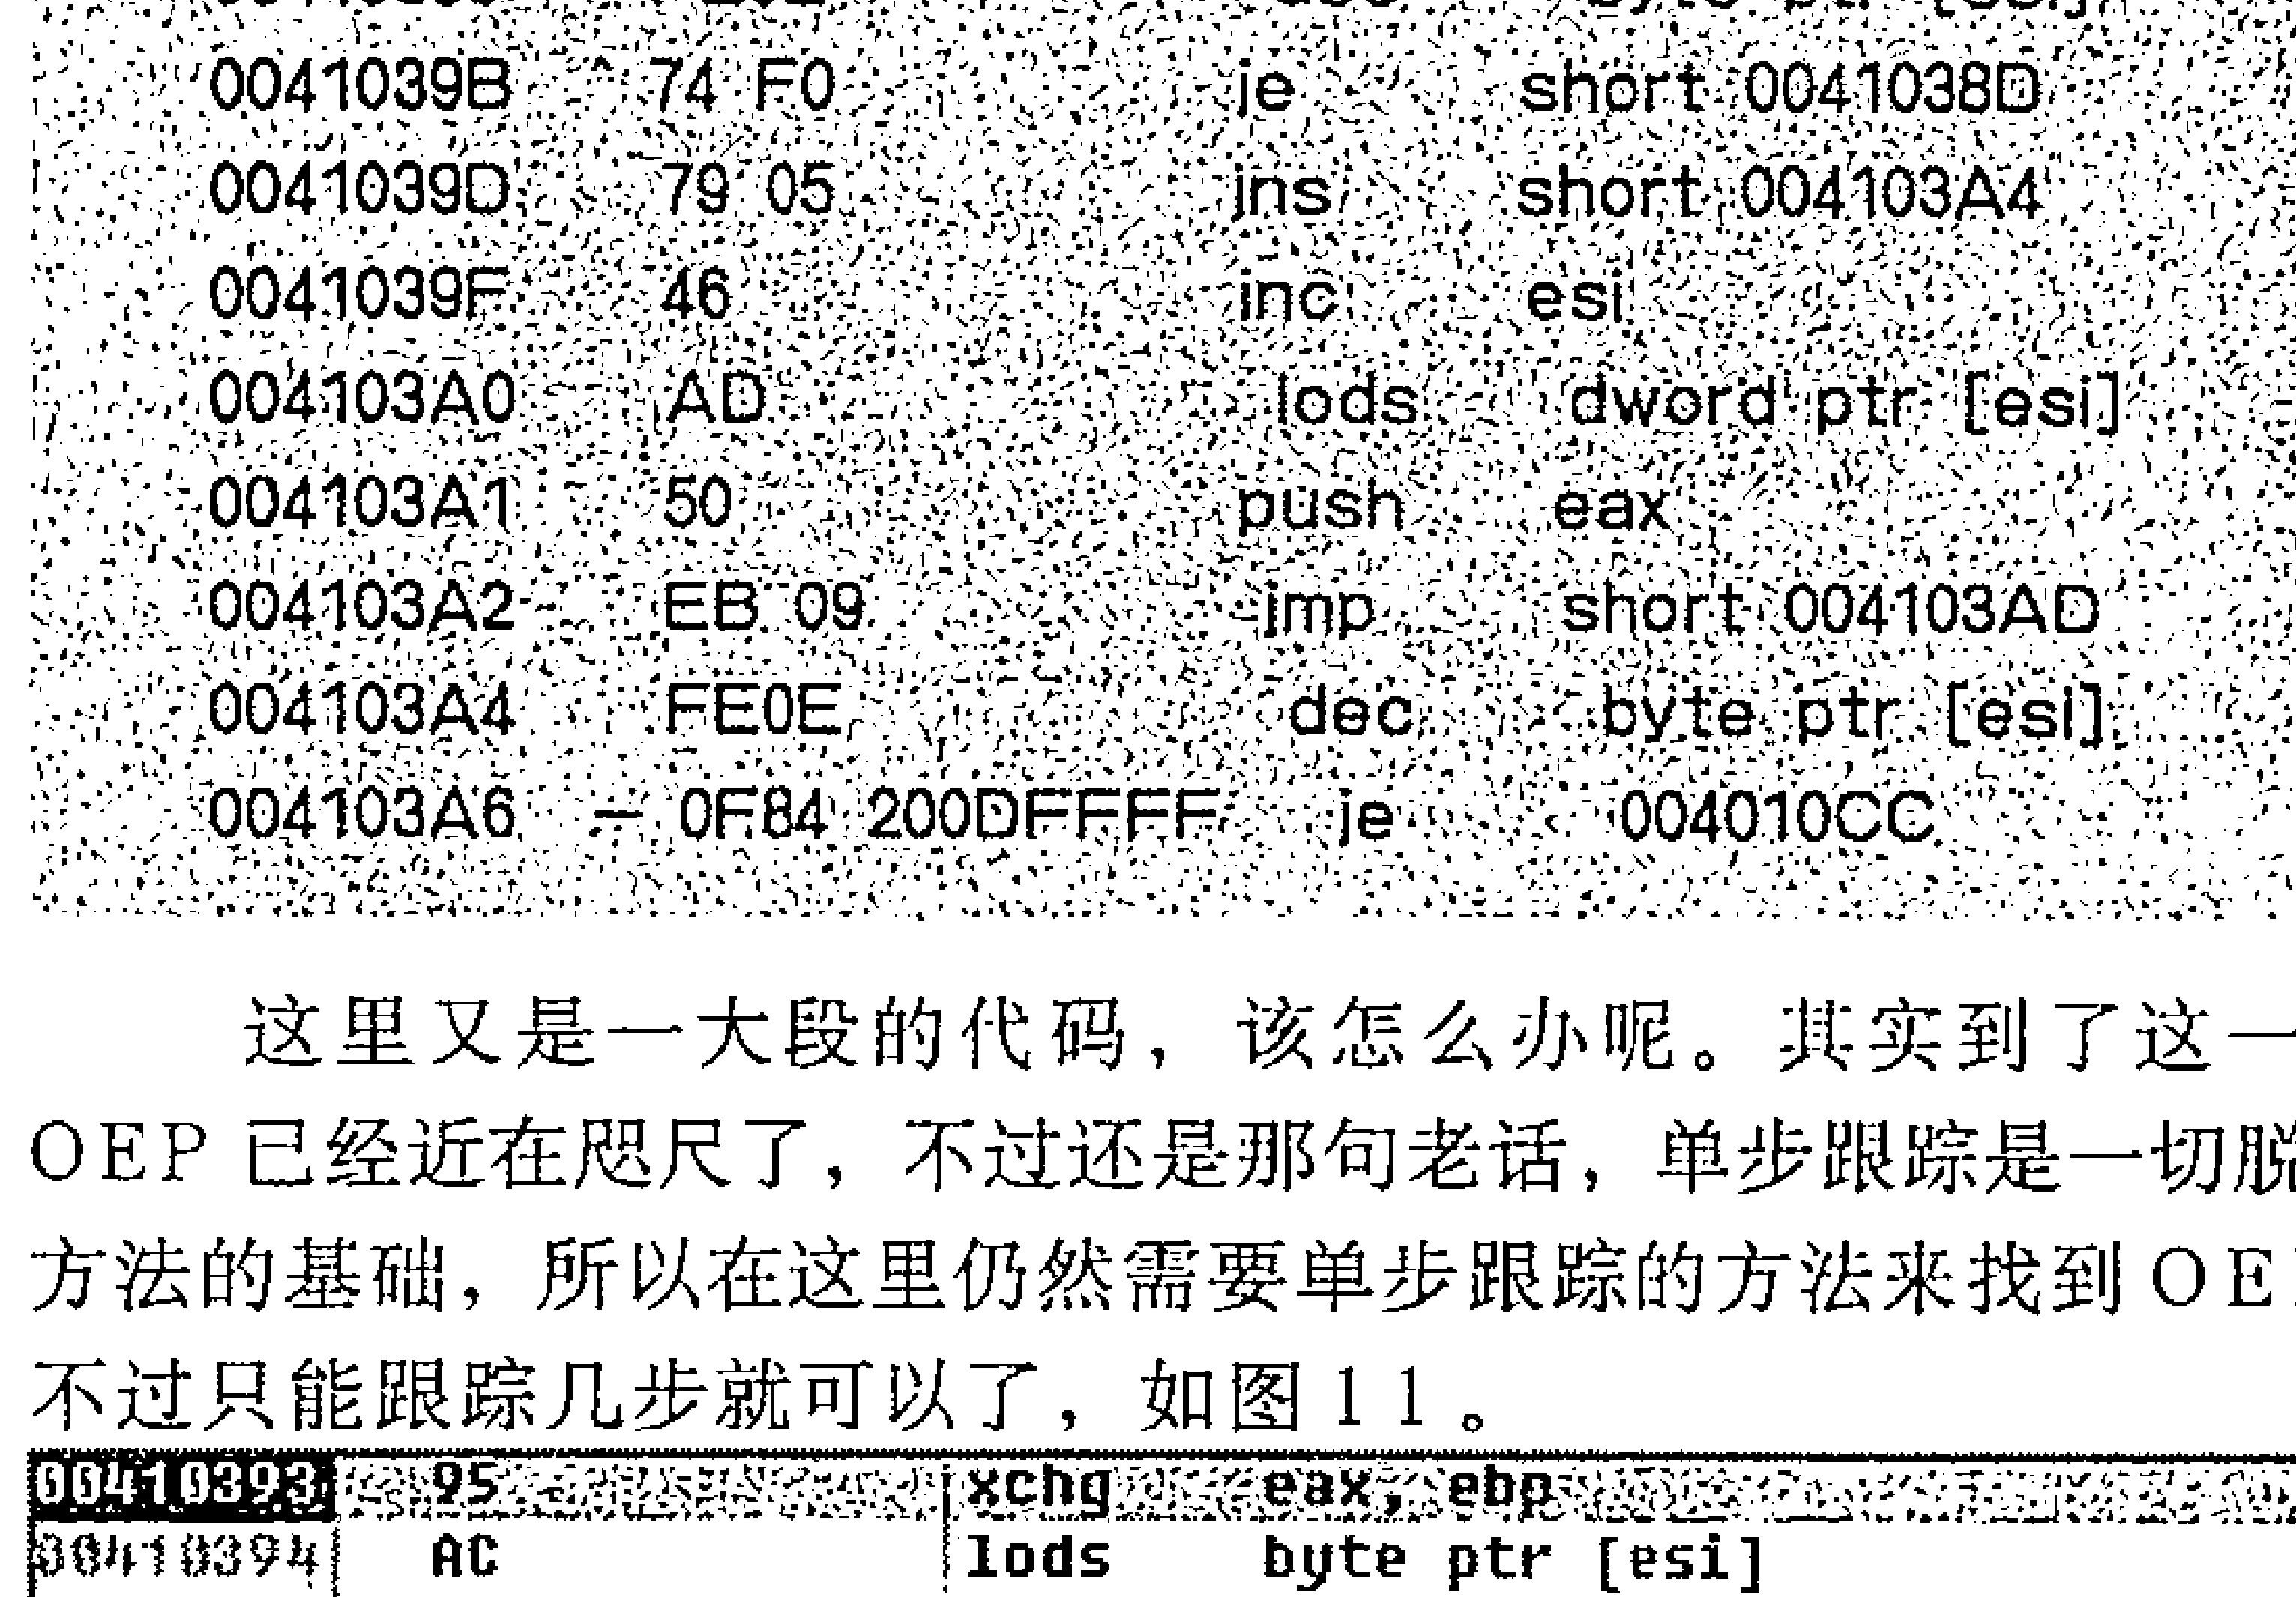 byte ptr [esi]
0041039B ^ 74 F0 je short 0041038D
0041039D 79 05 jns short 004103A4
0041039F 46 inc esi
004103A0 AD lods dword ptr [esi]
004103A1 50 push eax
004103A2 EB 09 jmp short 004103AD
004103A4 FE0E dec byte ptr [esi]
004103A6 - 0F84 200DFFFF je 004010CC
这里又是一大段的代码，该怎么办呢。其实到了这一
OEP 已经近在咫尺了，不过还是那句老话，单步跟踪是一切脱
方法的基础，所以在这里仍然需要单步跟踪的方法来找到 OE
不过只能跟踪几步就可以了，如图 11。
00410393 95 xchg eax, ebp
00410394 AC lods byte ptr [esi]